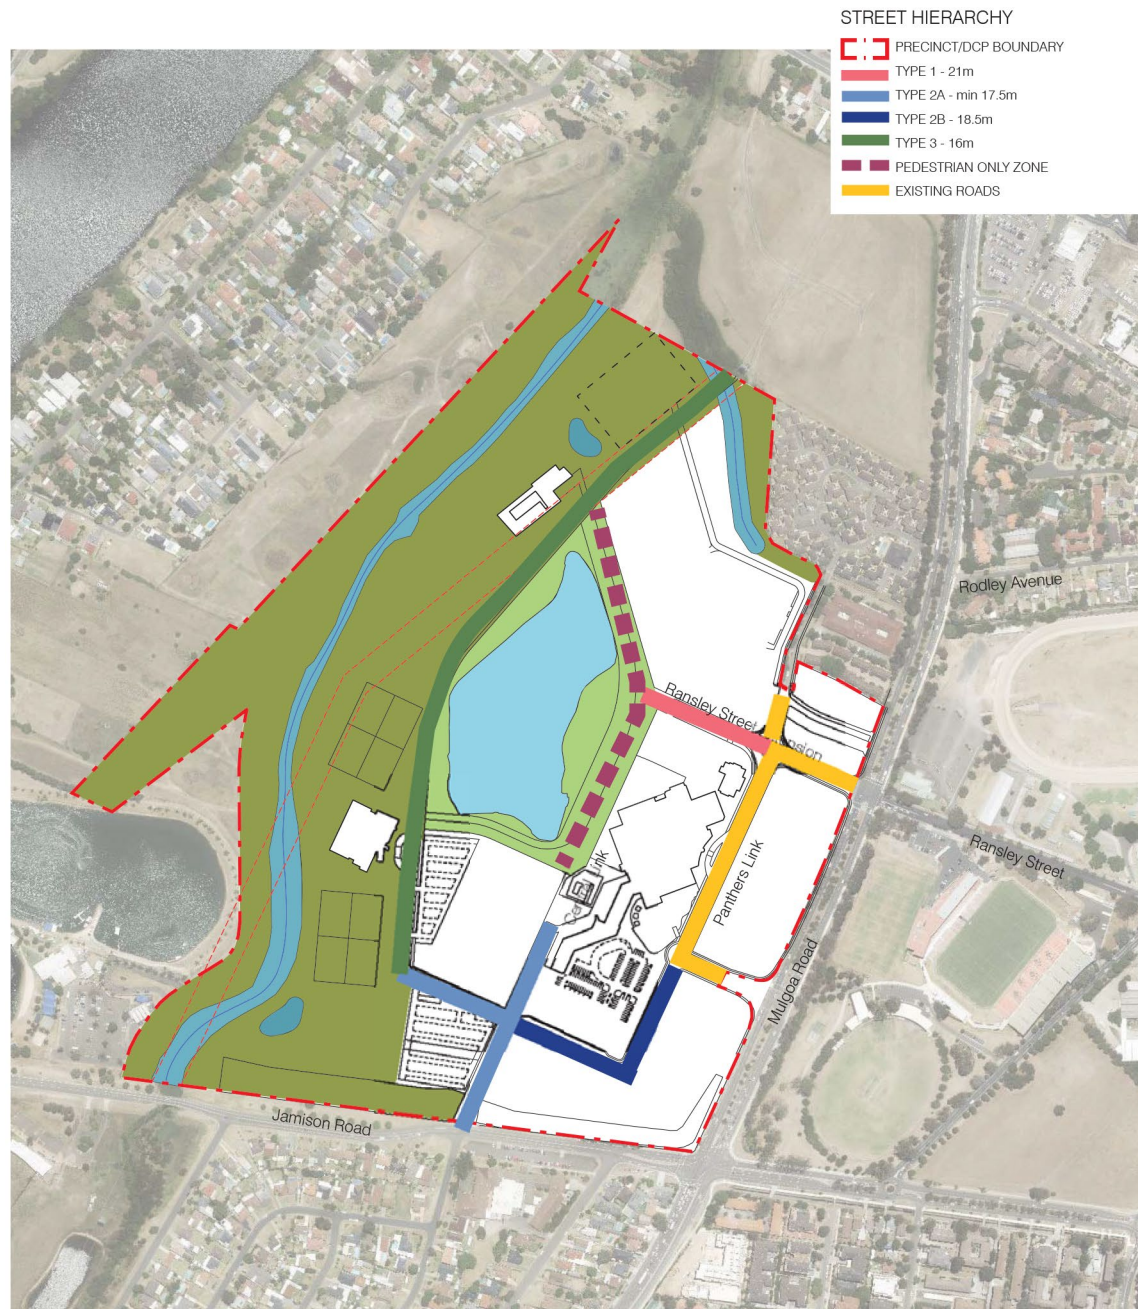 STREET HIERARCHY
PRECINCT/DCP BOUNDARY
TYPE 1 - 21m
TYPE 2A - min 17.5m
TYPE 2B - 18.5m
TYPE 3 - 16m
PEDESTRIAN ONLY ZONE
EXISTING ROADS
Rodley Avenue
Ransley Street
Ransley Street
Panthers Link
Link
Mulgoa Road
Jamison Road